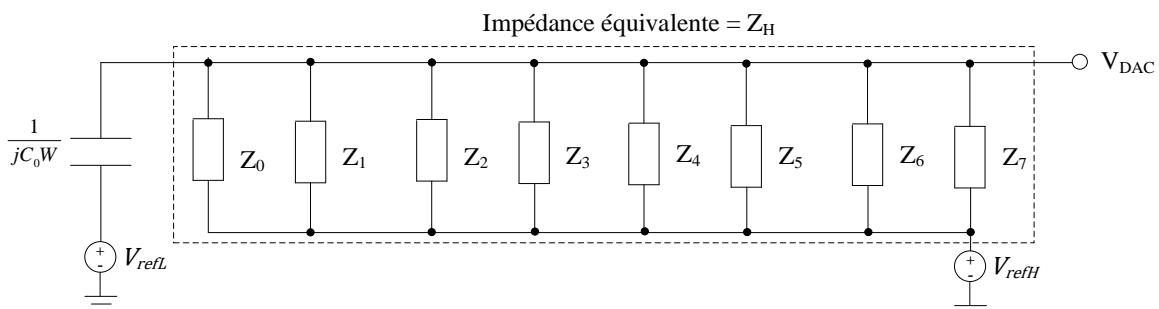 Impédance équivalente = Z_H
V_DAC
1
jC_0W
Z_0
Z_1
Z_2
Z_3
Z_4
Z_5
Z_6
Z_7
+
-
V_refL
+
-
V_refH